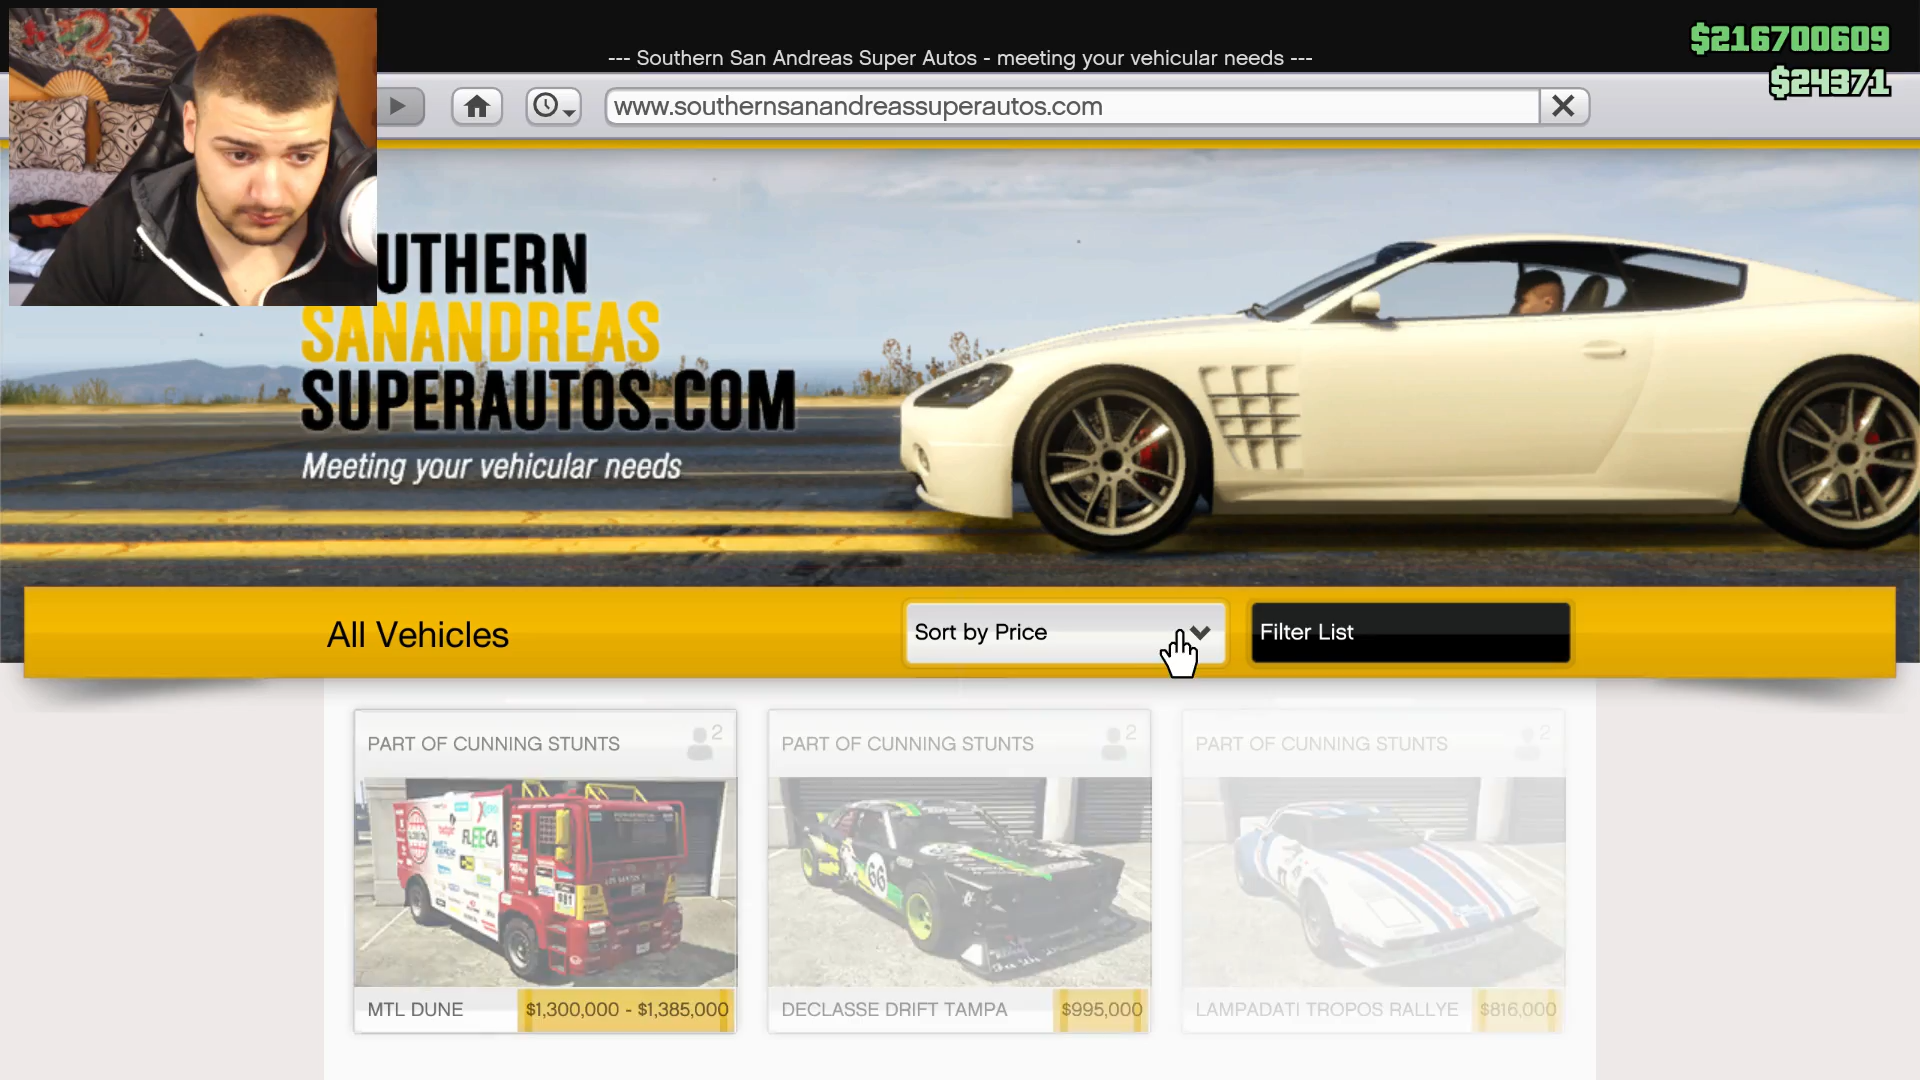 --- Southern San Andreas Super Autos - meeting your vehicular needs ---
$216700609
$24371
www.southernsanandreassuperautos.com
UTHERN
SANANDREAS
SUPERAUTOS.COM
Meeting your vehicular needs
All Vehicles
Sort by Price
Filter List
PART OF CUNNING STUNTS 2
PART OF CUNNING STUNTS 2
PART OF CUNNING STUNTS 2
FLEECA
66
MTL DUNE $1,300,000 - $1,385,000
DECLASSE DRIFT TAMPA $995,000
LAMPADATI TROPOS RALLYE $816,000